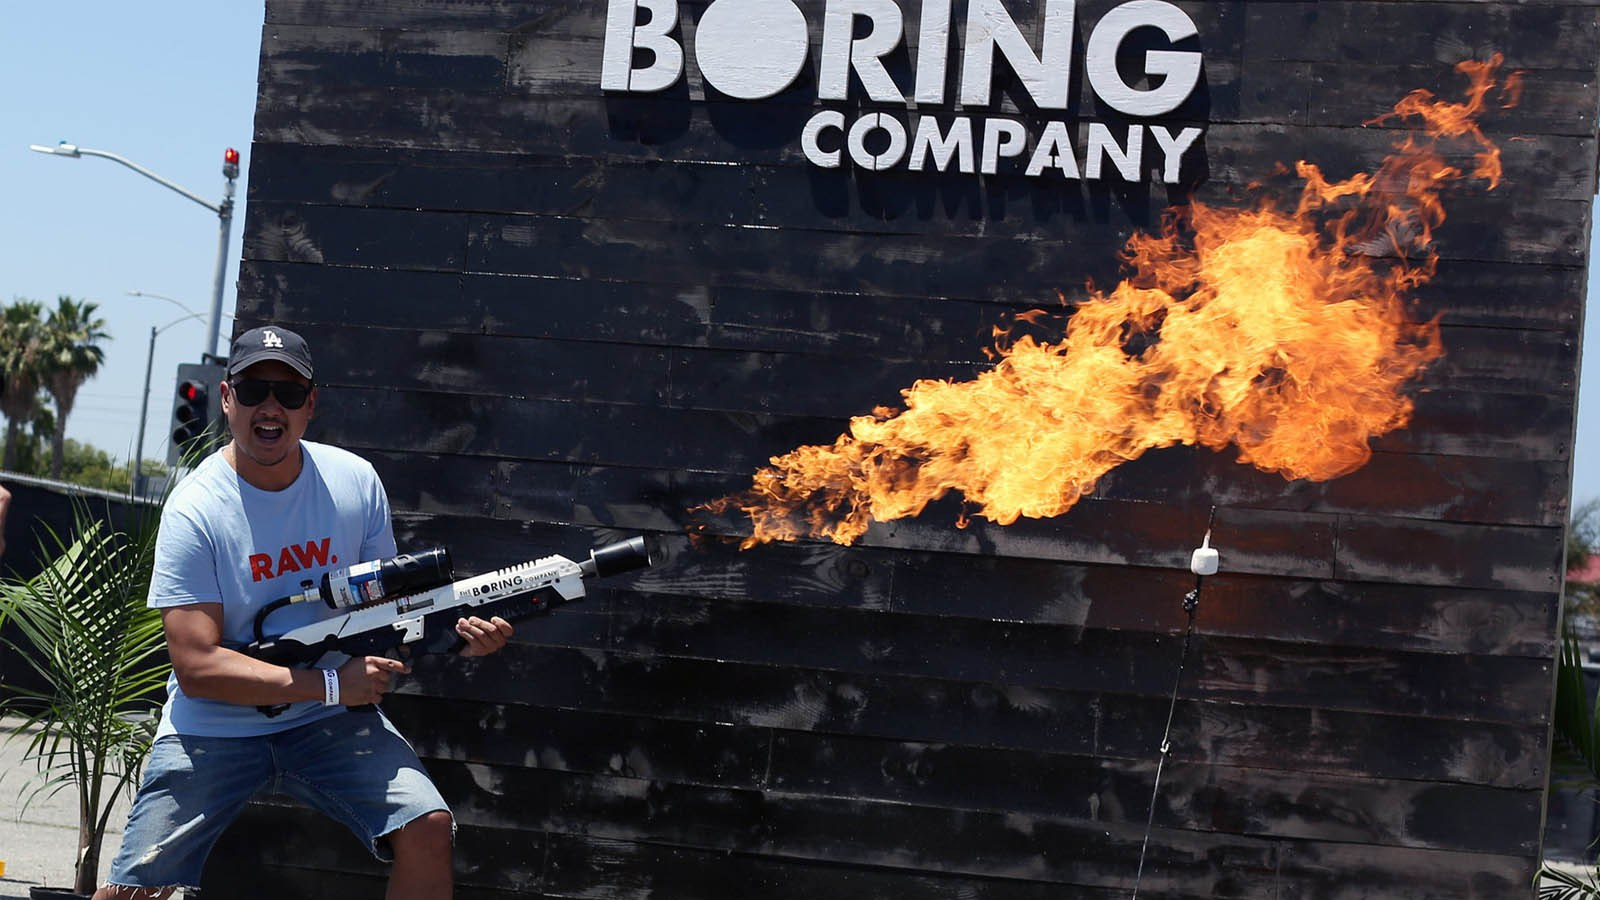 BORING
COMPANY
LA
RAW.
THE BORING COMPANY